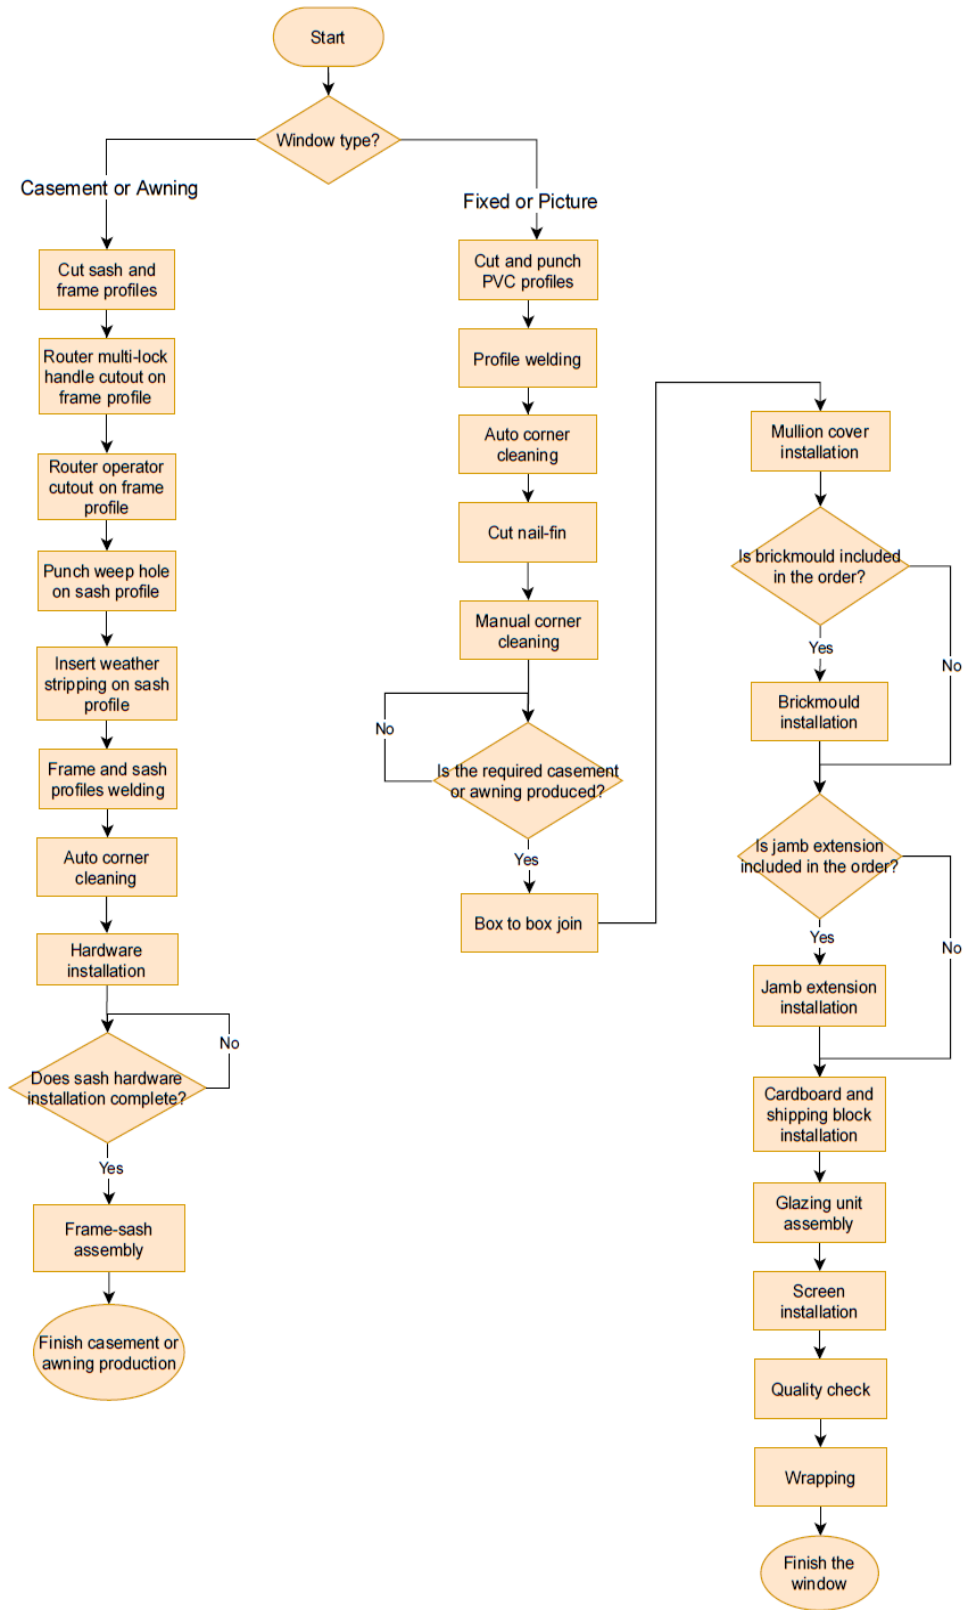 Start
Window type?
Casement or Awning
Cut sash and
frame profiles
Router multi-lock
handle cutout on
frame profile
Router operator
cutout on frame
profile
Punch weep hole
on sash profile
Insert weather
stripping on sash
profile
Frame and sash
profiles welding
Auto corner
cleaning
Hardware
installation
No
Does sash hardware
installation complete?
Yes
Frame-sash
assembly
Finish casement or
awning production
Fixed or Picture
Cut and punch
PVC profiles
Profile welding
Auto corner
cleaning
Cut nail-fin
Manual corner
cleaning
No
Is the required casement
or awning produced?
Yes
Box to box join
Mullion cover
installation
Is brickmould included
in the order?
Yes
No
Brickmould
installation
Is jamb extension
included in the order?
Yes
No
Jamb extension
installation
Cardboard and
shipping block
installation
Glazing unit
assembly
Screen
installation
Quality check
Wrapping
Finish the
window